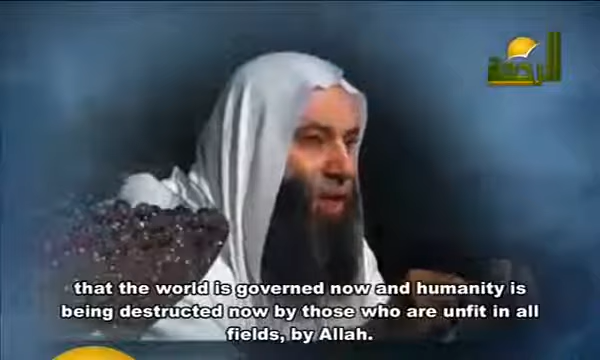 الرحمة
that the world is governed now and humanity is
being destructed now by those who are unfit in all
fields, by Allah.